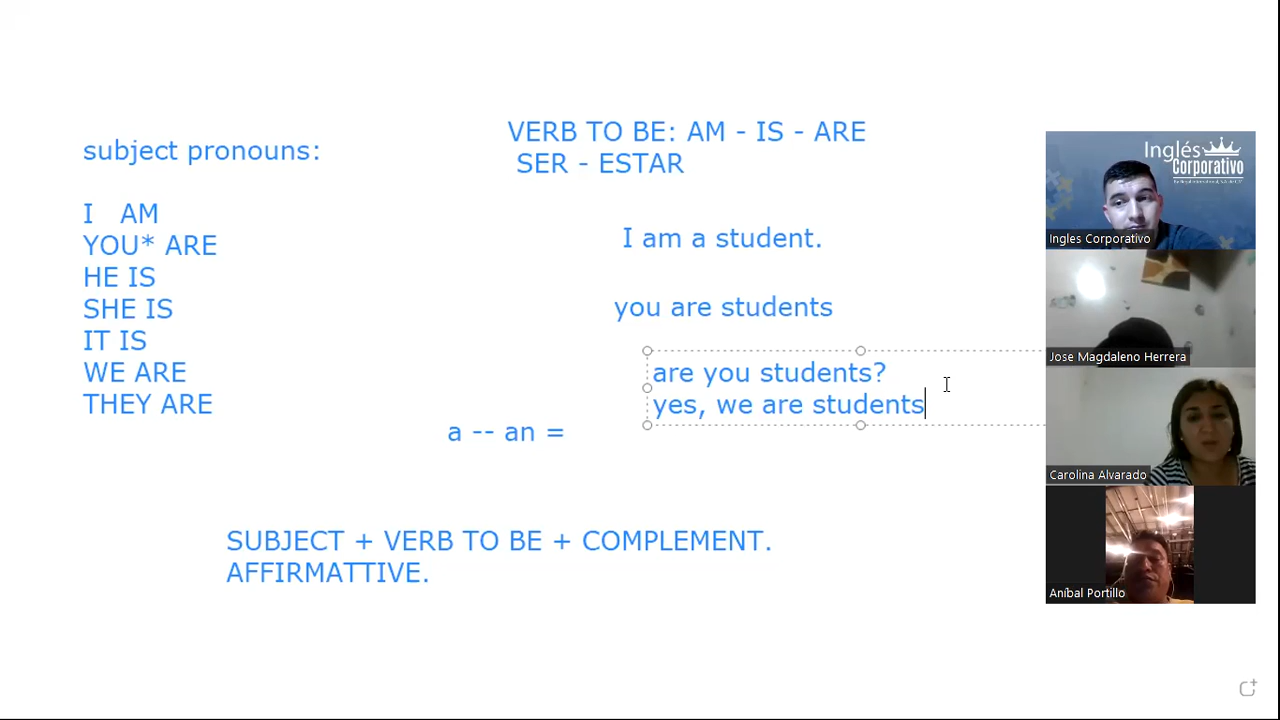 subject pronouns:
I AM
YOU* ARE
HE IS
SHE IS
IT IS
WE ARE
THEY ARE
VERB TO BE: AM - IS - ARE
SER - ESTAR
I am a student.
you are students
are you students?
yes, we are students
a -- an =
SUBJECT + VERB TO BE + COMPLEMENT.
AFFIRMATTIVE.
Inglés
Corporativo
Ingles Corporativo
Jose Magdaleno Herrera
Carolina Alvarado
Aníbal Portillo